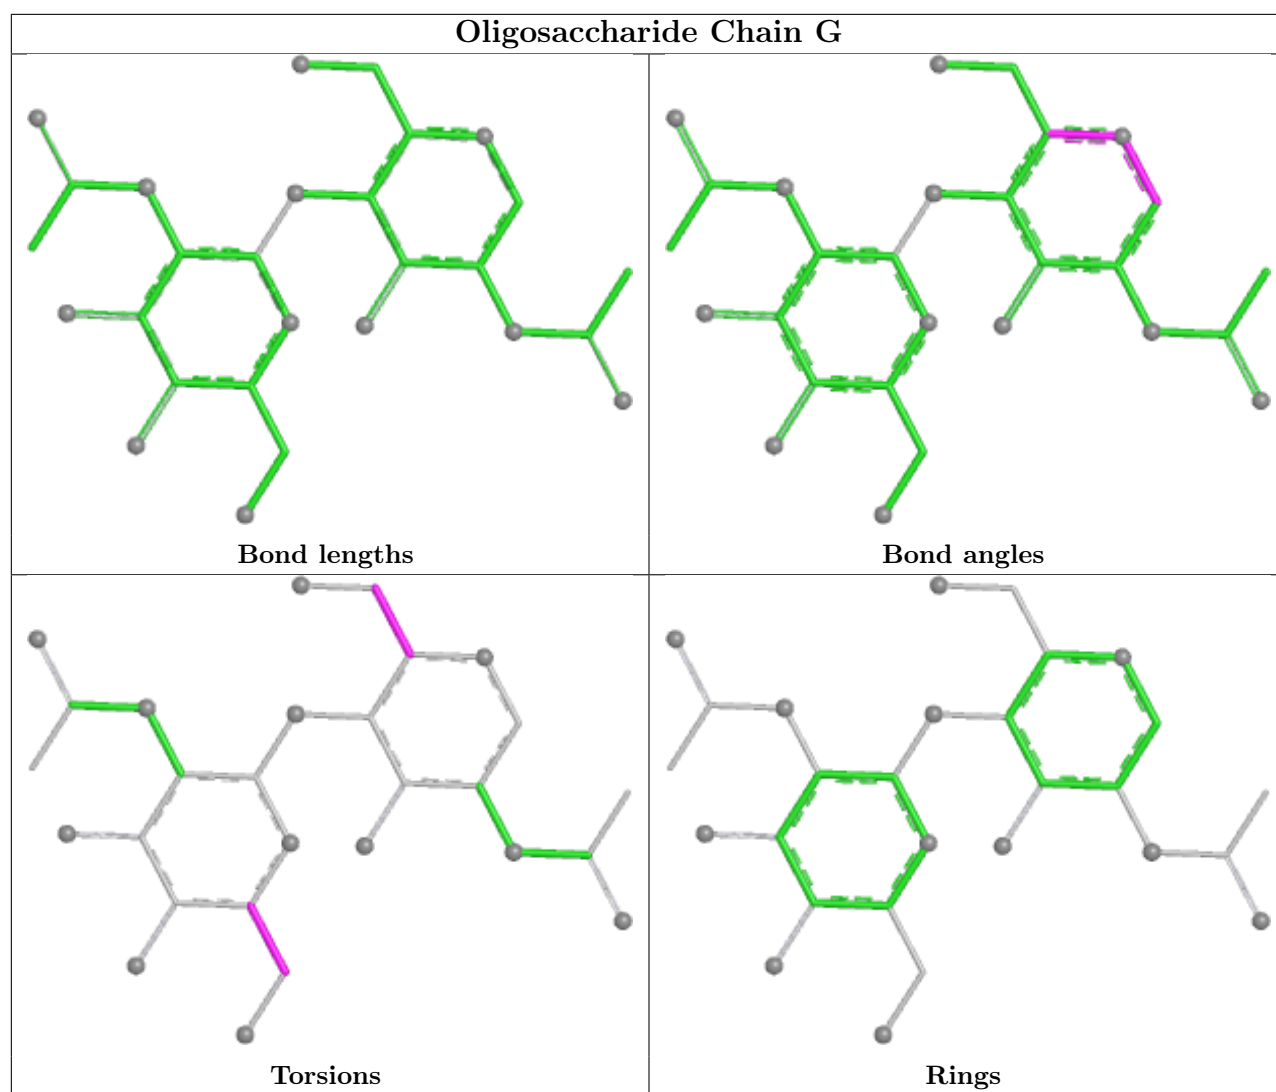 Oligosaccharide Chain G
Bond lengths
Bond angles
Torsions
Rings